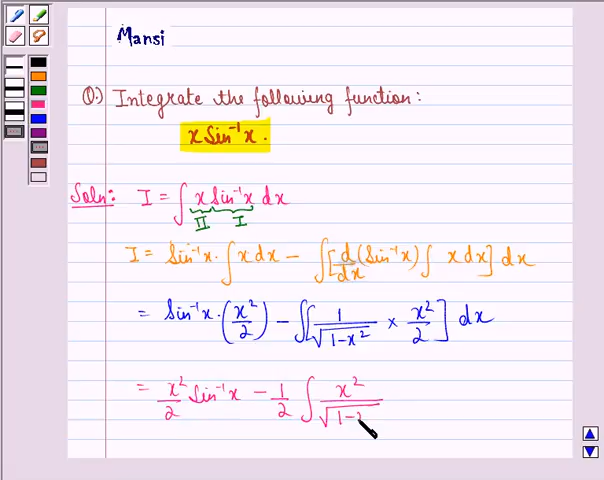 Mansi
Q.) Integrate the following function:
x Sin⁻¹x.
Soln: I = ∫ x Sin⁻¹x dx
II I
I = Sin⁻¹x · ∫ x dx − ∫ [d/dx (Sin⁻¹x) ∫ x dx] dx
= Sin⁻¹x · (x²/2) − ∫ [1/√(1−x²) × x²/2] dx
= x²/2 Sin⁻¹x − 1/2 ∫ x²/√1−